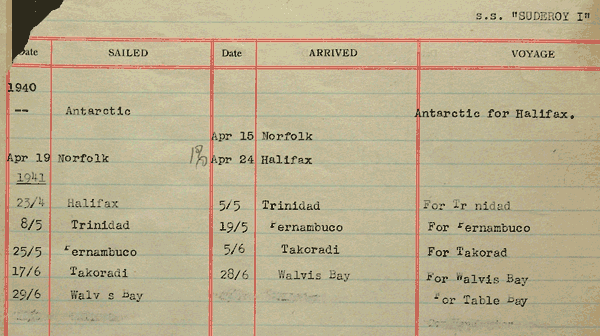 s.s. "SUDEROY I"
Date SAILED Date ARRIVED VOYAGE
1940
-- Antarctic Antarctic for Halifax.
Apr 15 Norfolk
Apr 19 Norfolk Apr 24 Halifax
1941
23/4 Halifax 5/5 Trinidad For Tr nidad
8/5 Trinidad 19/5 Pernambuco For Pernambuco
25/5 Pernambuco 5/6 Takoradi For Takorad
17/6 Takoradi 28/6 Walvis Bay For Walvis Bay
29/6 Walv s Bay For Table Bay